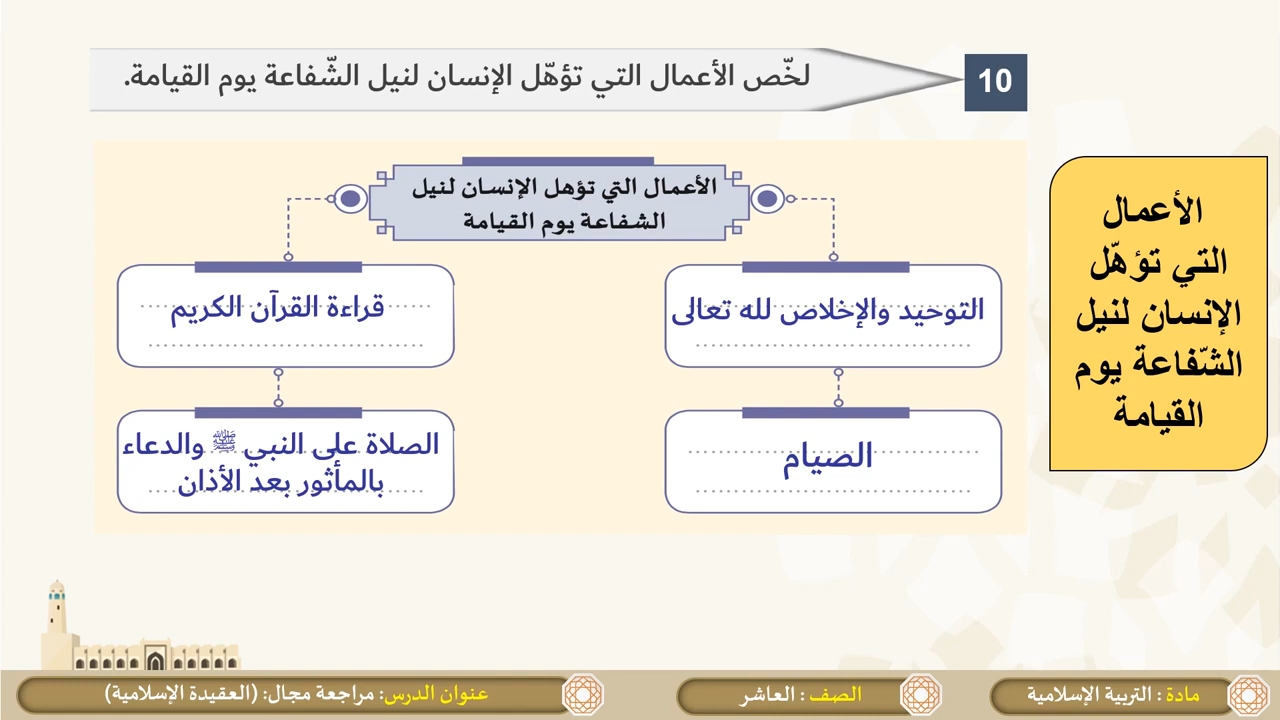 10
لخّص الأعمال التي تؤهّل الإنسان لنيل الشّفاعة يوم القيامة.
الأعمال
التي تؤهّل
الإنسان لنيل
الشّفاعة يوم
القيامة
الأعمال التي تؤهل الإنسان لنيل
الشفاعة يوم القيامة
التوحيد والإخلاص لله تعالى
قراءة القرآن الكريم
الصيام
الصلاة على النبي ﷺ والدعاء
بالمأثور بعد الأذان
مادة : التربية الإسلامية
الصف : العاشر
عنوان الدرس: مراجعة مجال: (العقيدة الإسلامية)